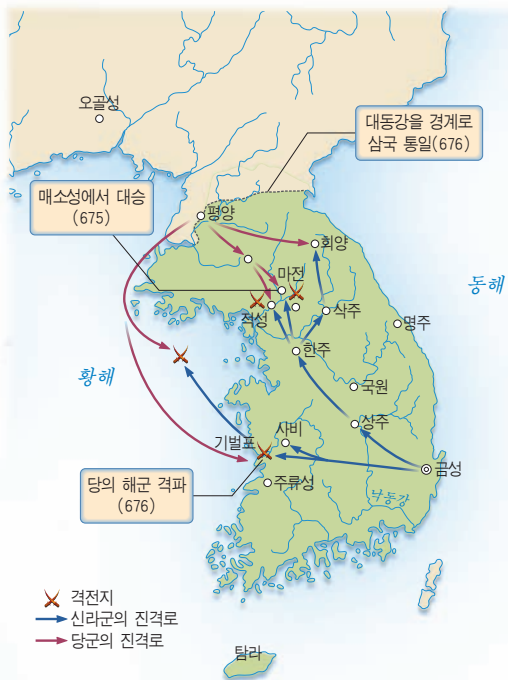 오골성
대동강을 경계로
삼국 통일(676)
매소성에서 대승
(675)
평양
회양
마전
적성
삭주
동해
명주
한주
황해
국원
상주
사비
기벌포
금성
당의 해군 격파
(676)
주류성
낙동강
격전지
신라군의 진격로
당군의 진격로
탐라